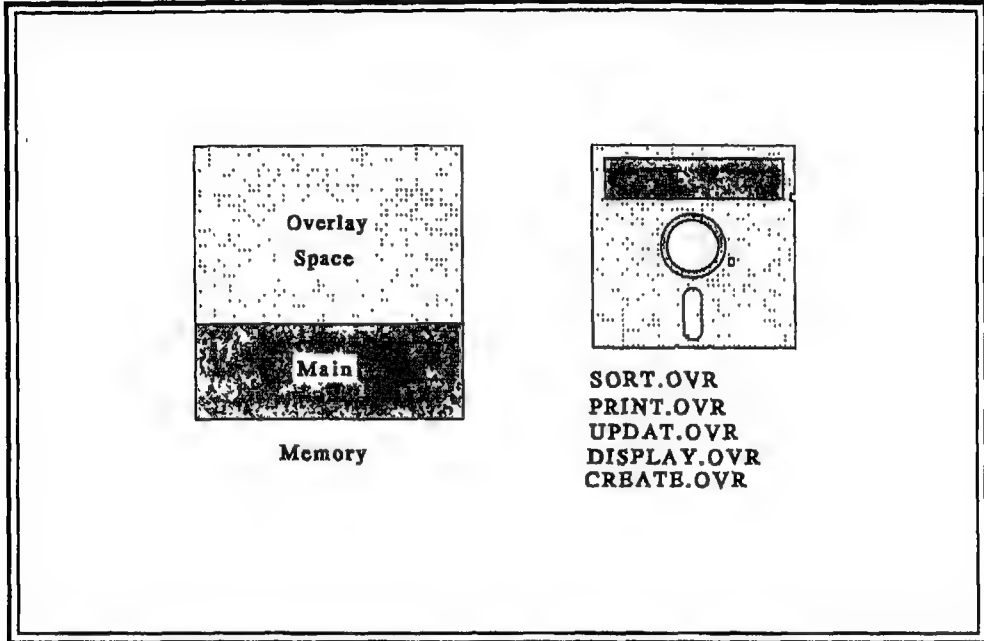 Overlay
Space
Main
Memory
SORT.OVR
PRINT.OVR
UPDAT.OVR
DISPLAY.OVR
CREATE.OVR